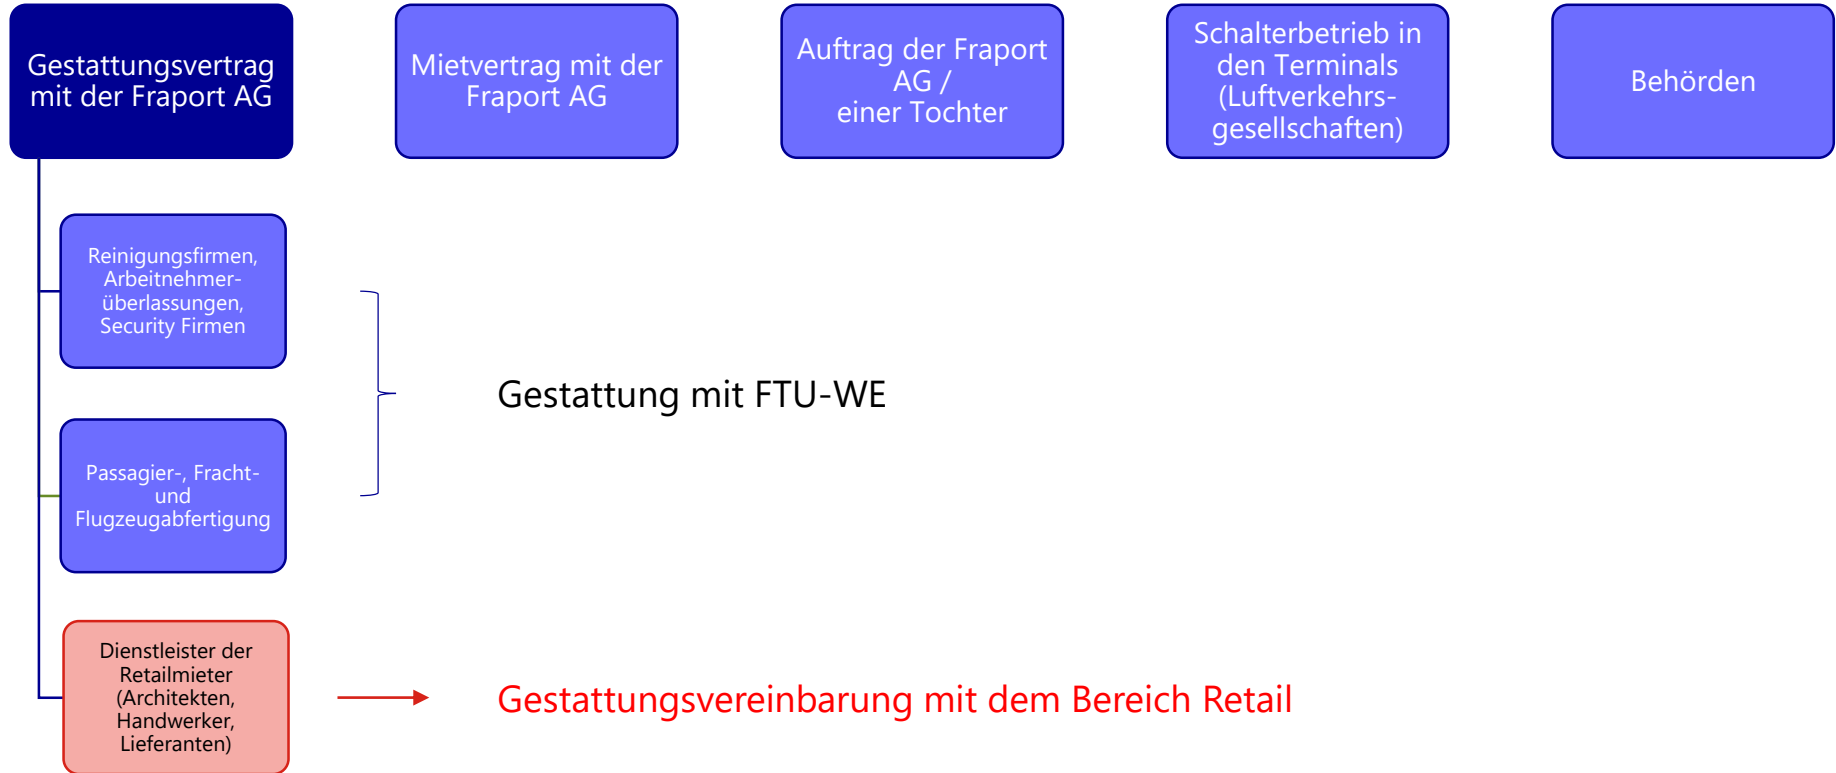 Gestattungsvertrag
mit der Fraport AG
Mietvertrag mit der
Fraport AG
Auftrag der Fraport
AG /
einer Tochter
Schalterbetrieb in
den Terminals
(Luftverkehrs-
gesellschaften)
Behörden
Reinigungsfirmen,
Arbeitnehmer-
überlassungen,
Security Firmen
Gestattung mit FTU-WE
Passagier-, Fracht-
und
Flugzeugabfertigung
Dienstleister der
Retailmieter
(Architekten,
Handwerker,
Lieferanten)
Gestattungsvereinbarung mit dem Bereich Retail